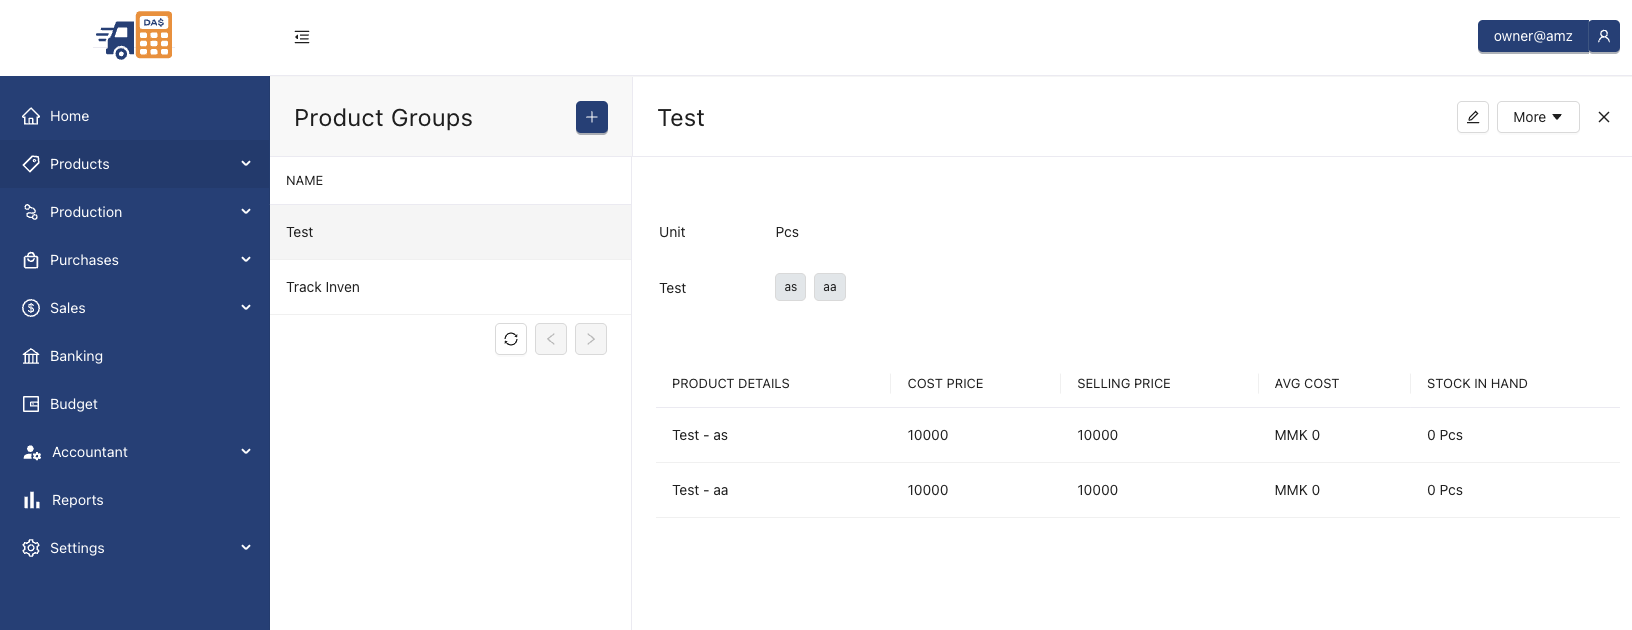 DA$
owner@amz
Home
Products
Production
Purchases
Sales
Banking
Budget
Accountant
Reports
Settings
Product Groups
NAME
Test
Track Inven
Test
More
Unit Pcs
Test as aa
PRODUCT DETAILS COST PRICE SELLING PRICE AVG COST STOCK IN HAND
Test - as 10000 10000 MMK 0 0 Pcs
Test - aa 10000 10000 MMK 0 0 Pcs